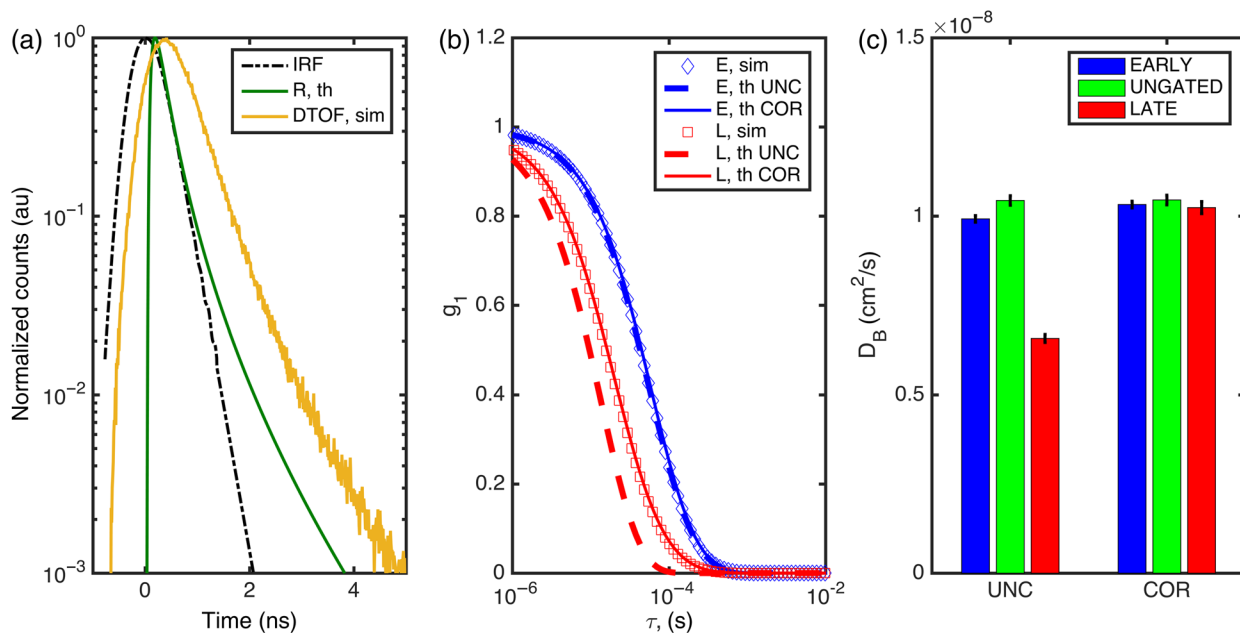 (a)
10^0
10^-1
10^-2
10^-3
Normalized counts (au)
IRF
R, th
DTOF, sim
0
2
4
Time (ns)
(b)
1.2
1
0.8
0.6
0.4
0.2
0
g_1
E, sim
E, th UNC
E, th COR
L, sim
L, th UNC
L, th COR
10^-6
10^-4
10^-2
τ, (s)
(c)
×10^-8
1.5
1
0.5
0
D_B (cm^2/s)
EARLY
UNGATED
LATE
UNC
COR